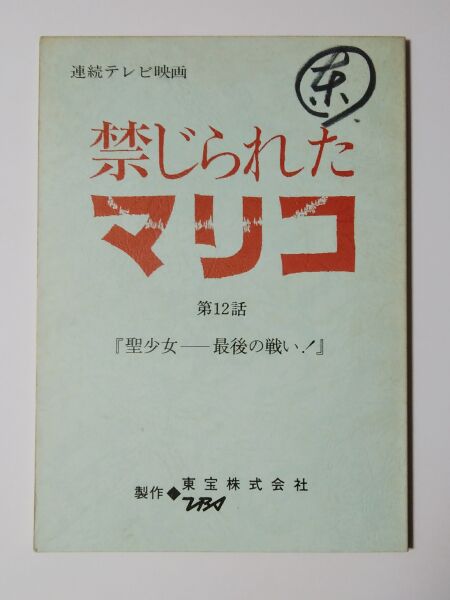 連続テレビ映画
東
禁じられた
マリコ
第12話
『聖少女――最後の戦い!』
製作◆東宝株式会社
TBS